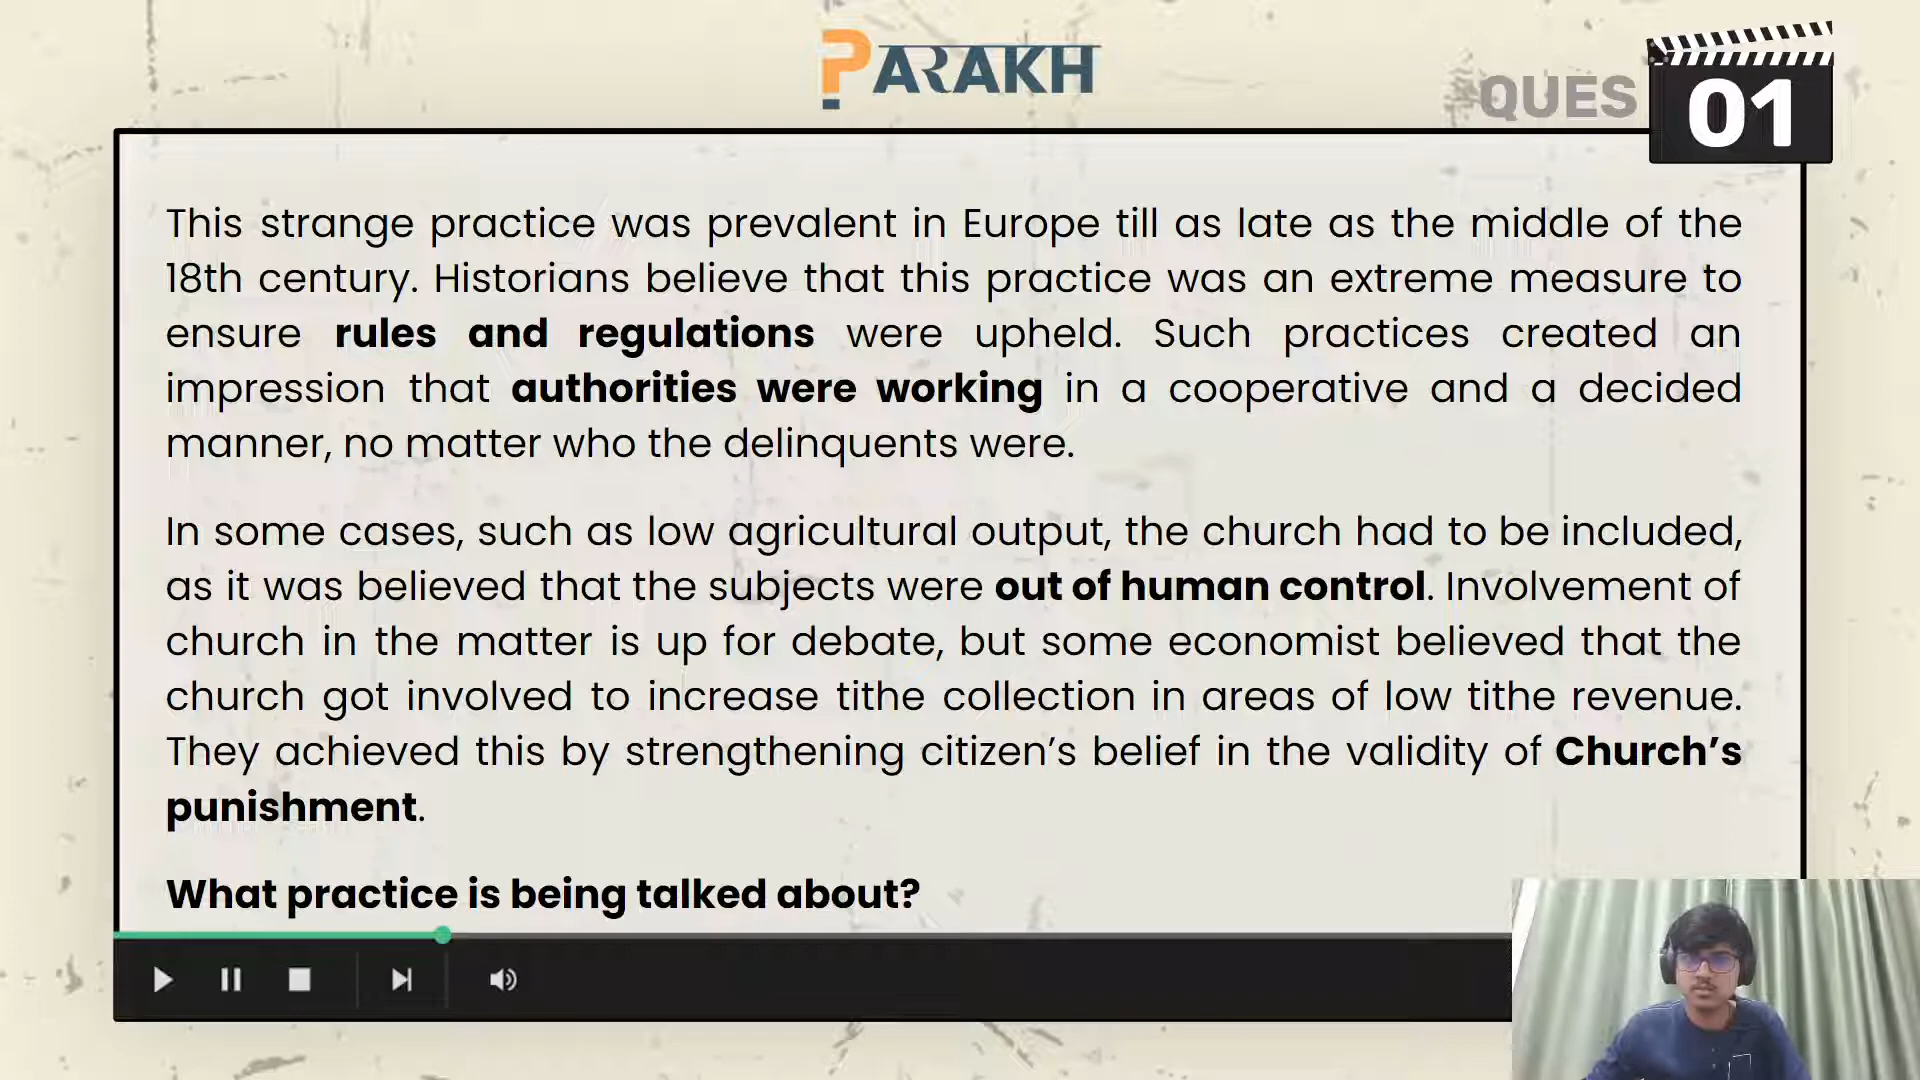 PARAKH
QUES 01
This strange practice was prevalent in Europe till as late as the middle of the
18th century. Historians believe that this practice was an extreme measure to
ensure rules and regulations were upheld. Such practices created an
impression that authorities were working in a cooperative and a decided
manner, no matter who the delinquents were.
In some cases, such as low agricultural output, the church had to be included,
as it was believed that the subjects were out of human control. Involvement of
church in the matter is up for debate, but some economist believed that the
church got involved to increase tithe collection in areas of low tithe revenue.
They achieved this by strengthening citizen’s belief in the validity of Church’s
punishment.
What practice is being talked about?